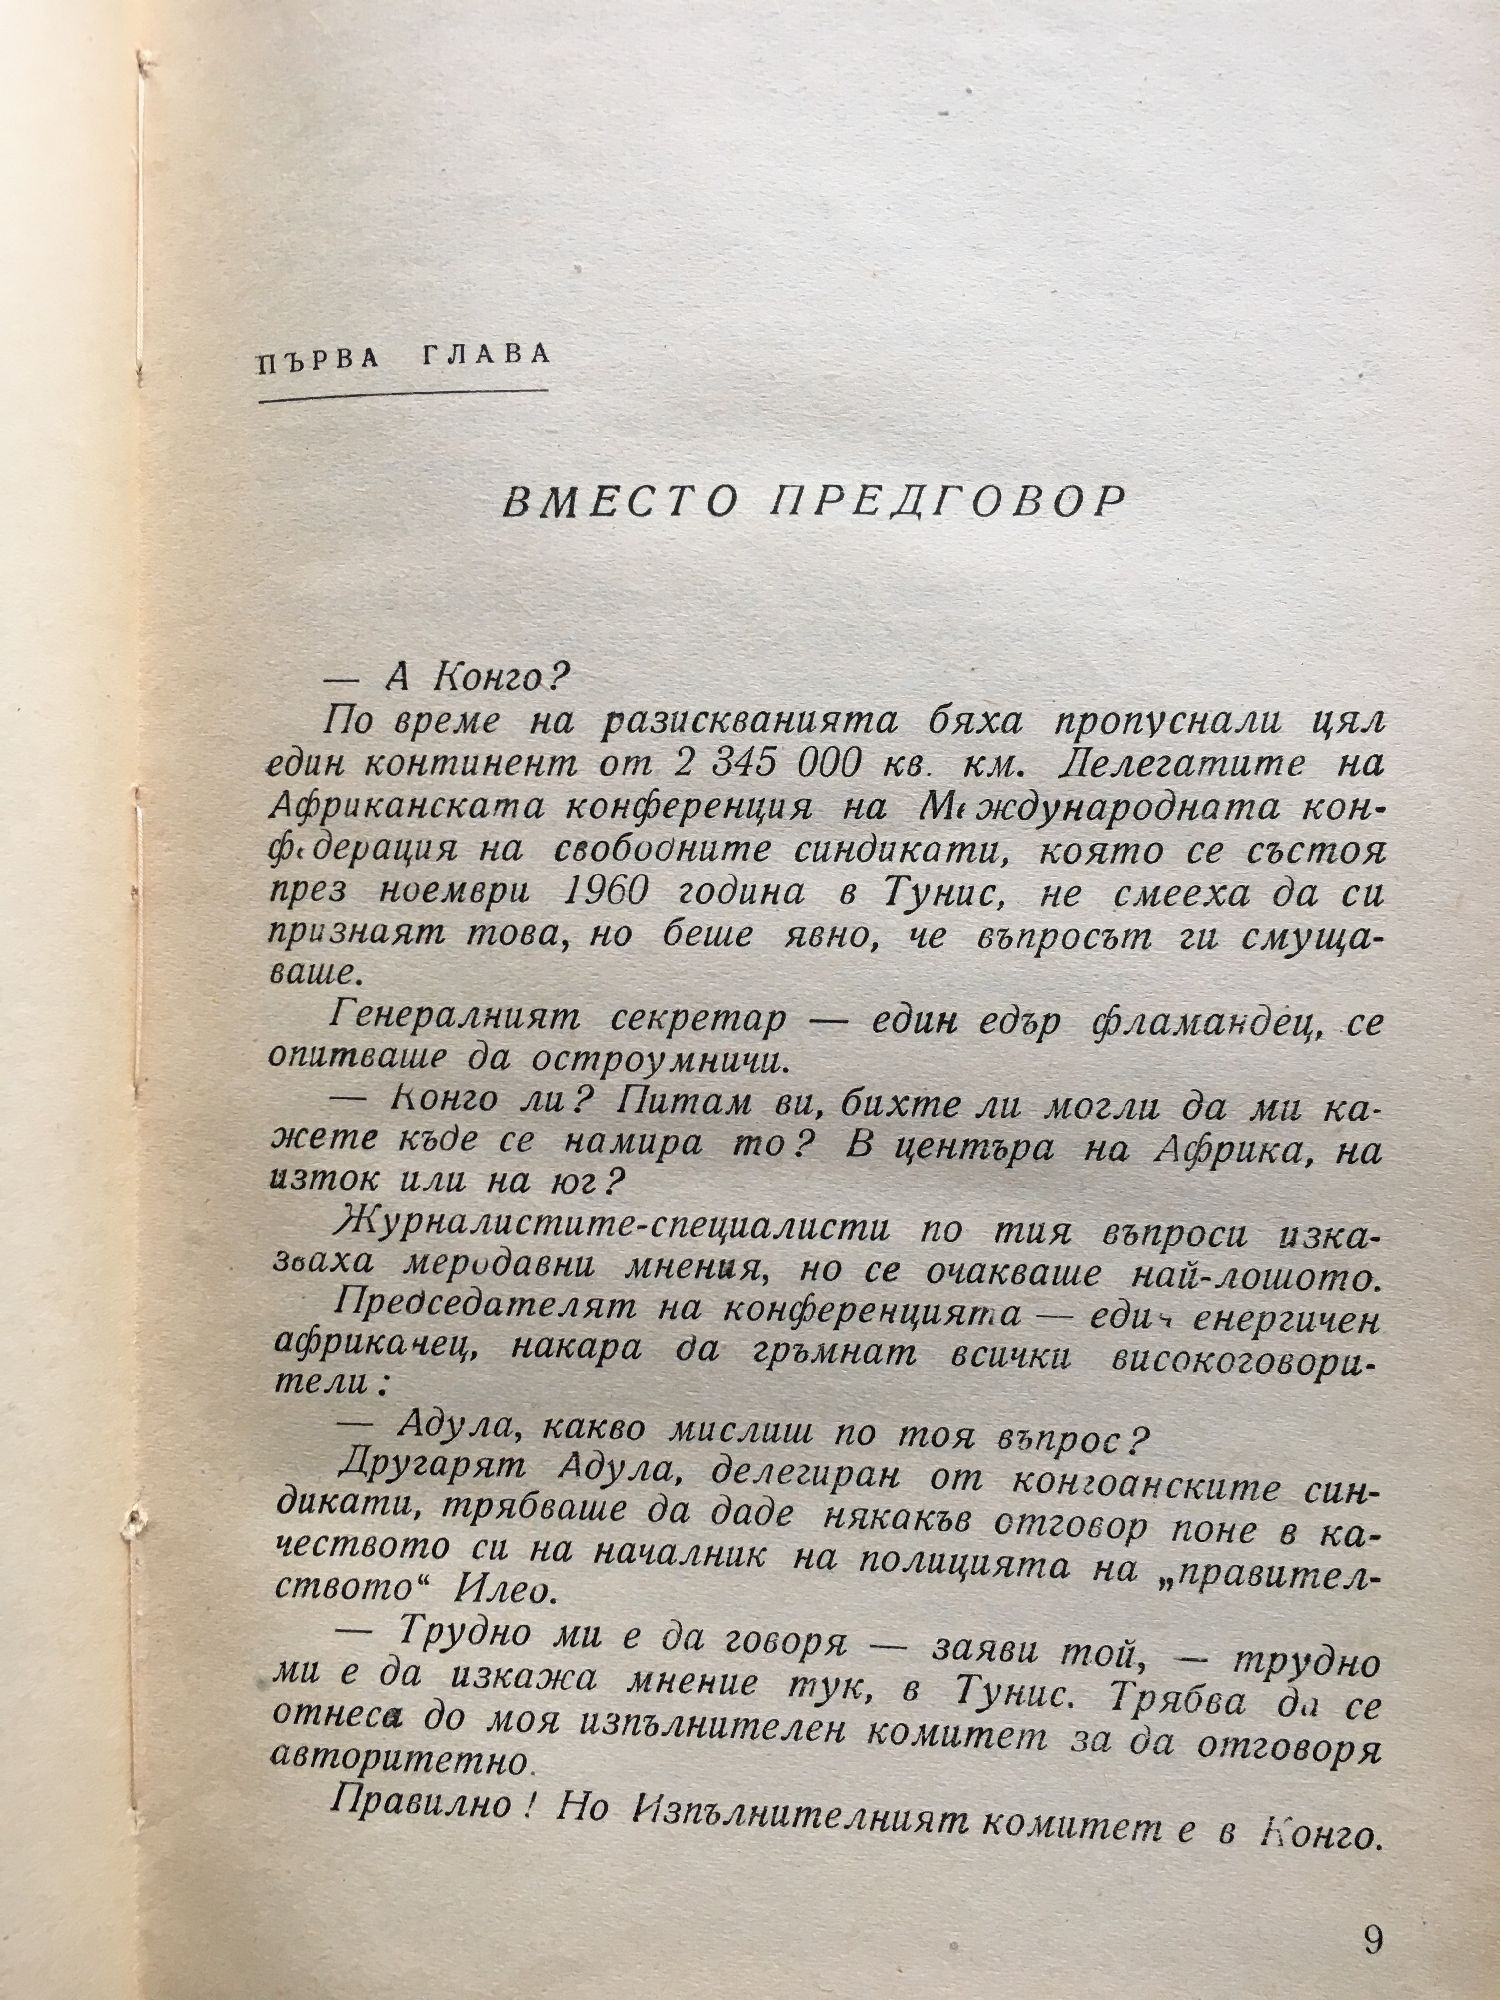 ПЪРВА ГЛАВА
ВМЕСТО ПРЕДГОВОР
— А Конго?
По време на разискванията бяха пропуснали цял
един континент от 2 345 000 кв. км. Делегатите на
Африканската конференция на Международната кон-
федерация на свободните синдикати, която се състоя
през ноември 1960 година в Тунис, не смееха да си
признаят това, но беше явно, че въпросът ги смуща-
ваше.
Генералният секретар — един едър фламандец, се
опитваше да остроумничи.
— Конго ли? Питам ви, бихте ли могли да ми ка-
жете къде се намира то? В центъра на Африка, на
изток или на юг?
Журналистите-специалисти по тия въпроси изка-
зваха меродавни мнения, но се очакваше най-лошото.
Председателят на конференцията — един енергичен
африканец, накара да гръмнат всички високоговори-
тели:
— Адула, какво мислиш по тоя въпрос?
Другарят Адула, делегиран от конгоанските син-
дикати, трябваше да даде някакъв отговор поне в ка-
чеството си на началник на полицията на „правител-
ството“ Илео.
— Трудно ми е да говоря — заяви той, — трудно
ми е да изкажа мнение тук, в Тунис. Трябва да се
отнеса до моя изпълнителен комитет за да отговоря
авторитетно.
Правилно! Но Изпълнителният комитет е в Конго.
9